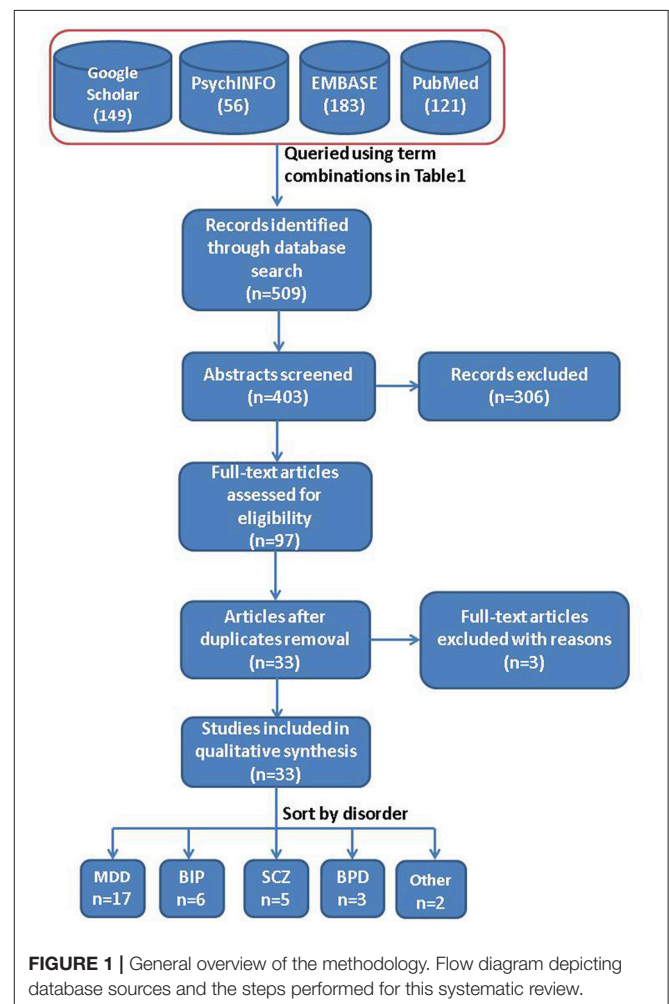 Google
Scholar
(149)
PsychINFO
(56)
EMBASE
(183)
PubMed
(121)
Queried using term
combinations in Table1
Records identified
through database
search
(n=509)
Abstracts screened
(n=403)
Records excluded
(n=306)
Full-text articles
assessed for
eligibility
(n=97)
Articles after
duplicates removal
(n=33)
Full-text articles
excluded with reasons
(n=3)
Studies included in
qualitative synthesis
(n=33)
Sort by disorder
MDD
n=17
BIP
n=6
SCZ
n=5
BPD
n=3
Other
n=2
FIGURE 1 | General overview of the methodology. Flow diagram depicting
database sources and the steps performed for this systematic review.